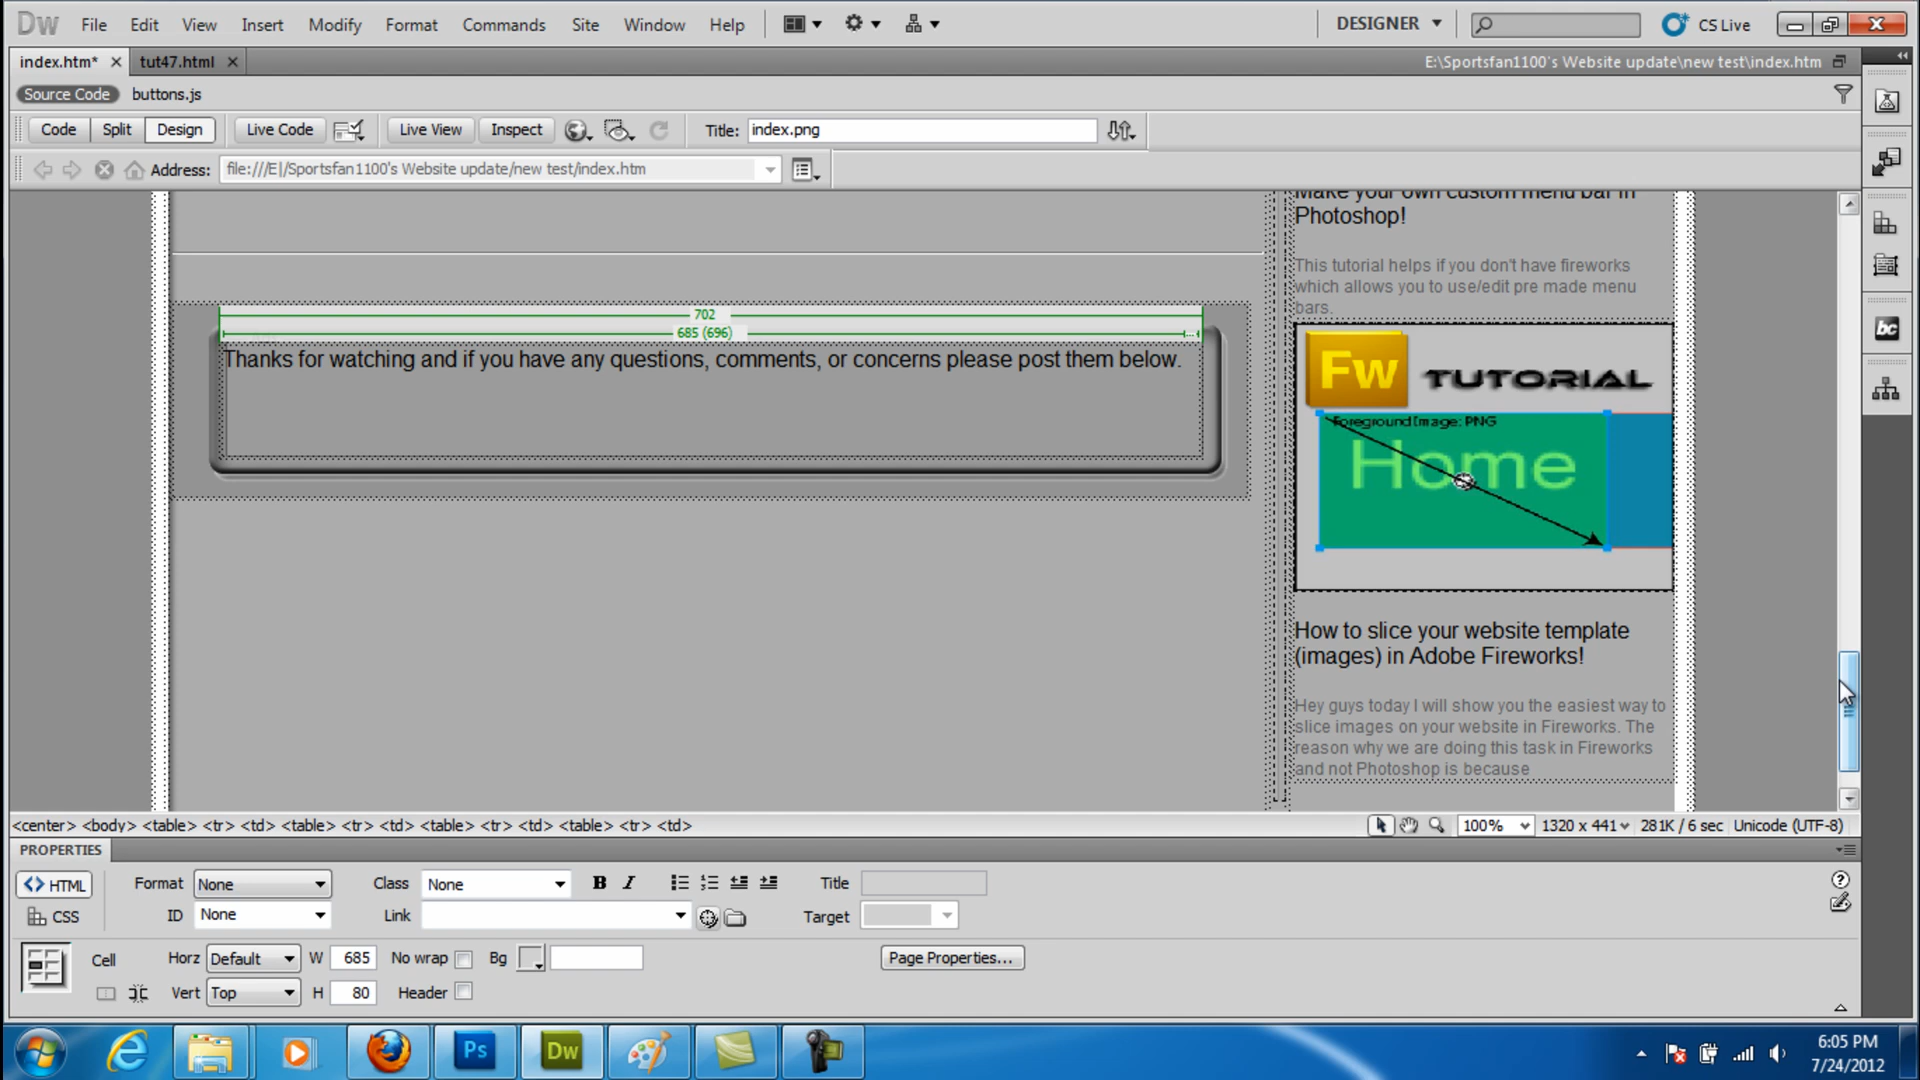 Dw File Edit View Insert Modify Format Commands Site Window Help DESIGNER CS Live
index.htm* tut47.html E:\Sportsfan1100's Website update\new test\index.htm
Source Code buttons.js
Code Split Design Live Code Live View Inspect Title: index.png
Address: file:///E|/Sportsfan1100's Website update/new test/index.htm
Make your own custom menu bar in
Photoshop!
This tutorial helps if you don't have fireworks
which allows you to use/edit pre made menu
bars.
702
685 (696)
Thanks for watching and if you have any questions, comments, or concerns please post them below.
Fw TUTORIAL
Foreground Image: PNG
Home
How to slice your website template
(images) in Adobe Fireworks!
Hey guys today I will show you the easiest way to
slice images on your website in Fireworks. The
reason why we are doing this task in Fireworks
and not Photoshop is because
<center> <body> <table> <tr> <td> <table> <tr> <td> <table> <tr> <td> <table> <tr> <td> 100% 1320 x 441 281K / 6 sec Unicode (UTF-8)
PROPERTIES
<> HTML Format None Class None B I Title
CSS ID None Link Target
Cell Horz Default W 685 No wrap Bg Page Properties...
Vert Top H 80 Header
bc
Ps Dw
6:05 PM
7/24/2012